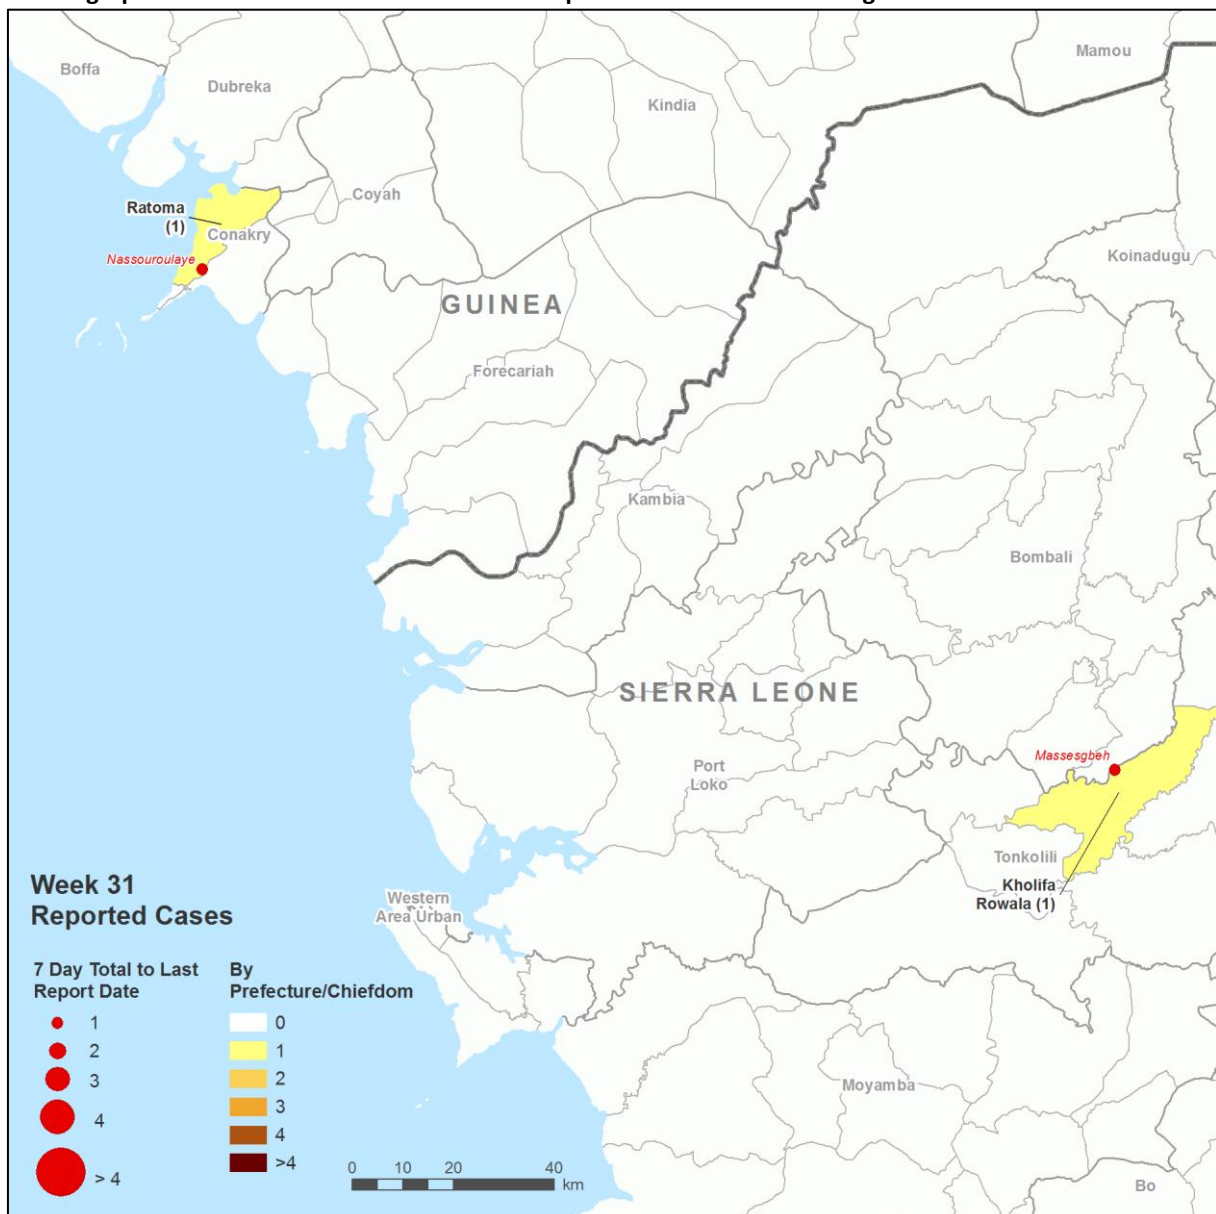 Boffa
Dubreka
Mamou
Kindia
Coyah
Ratoma
(1)
Conakry
Nassouroulaye
Koinadugu
GUINEA
Forecariah
Kambia
Bombali
SIERRA LEONE
Massesgbeh
Port
Loko
Tonkolili
Kholifa
Rowala (1)
Western
Area Urban
Week 31
Reported Cases
7 Day Total to Last
Report Date
1
2
3
4
> 4
By
Prefecture/Chiefdom
0
1
2
3
4
>4
0 10 20 40
km
Moyamba
Bo